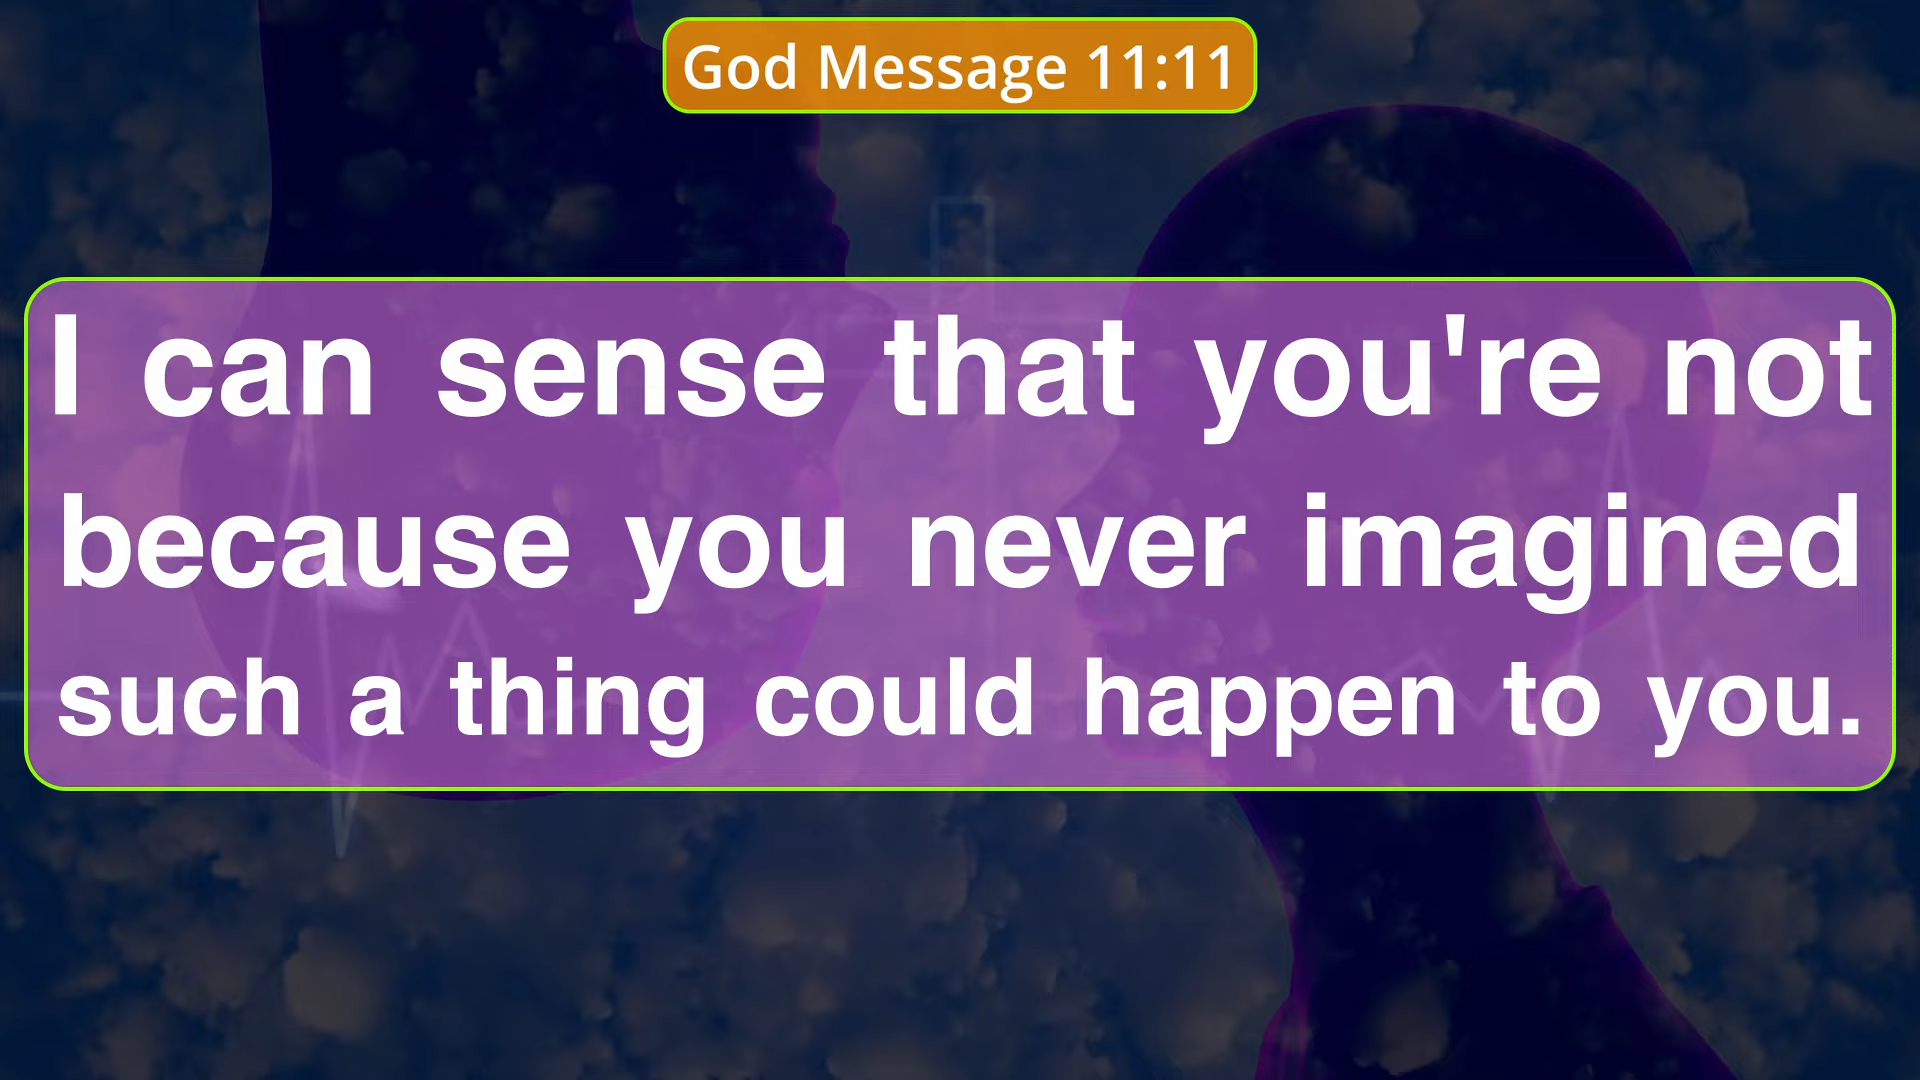 God Message 11:11
I can sense that you're not
because you never imagined
such a thing could happen to you.